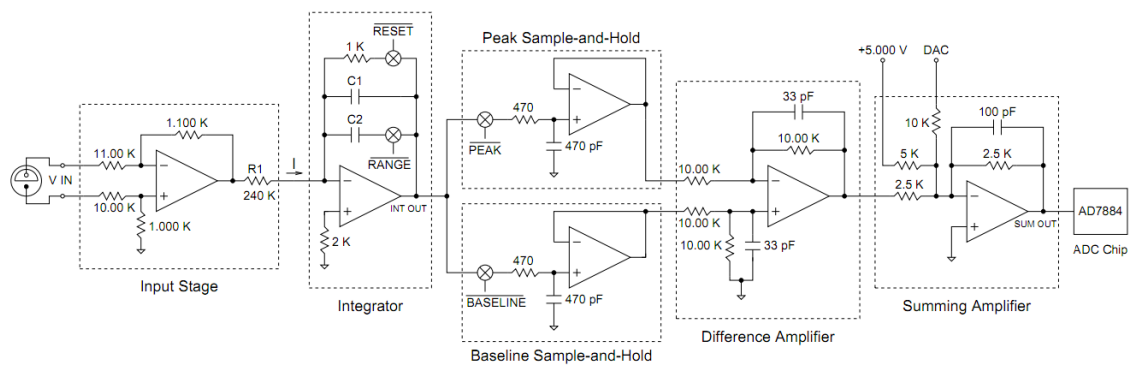 Input Stage
V IN
11.00 K
10.00 K
1.100 K
1.000 K
R1
240 K
I
Integrator
RESET
1 K
C1
C2
RANGE
2 K
INT OUT
Peak Sample-and-Hold
PEAK
470
470 pF
BASELINE
470
470 pF
Baseline Sample-and-Hold
10.00 K
10.00 K
33 pF
10.00 K
10.00 K
33 pF
Difference Amplifier
+5.000 V
DAC
10 K
5 K
2.5 K
100 pF
2.5 K
SUM OUT
Summing Amplifier
AD7884
ADC Chip